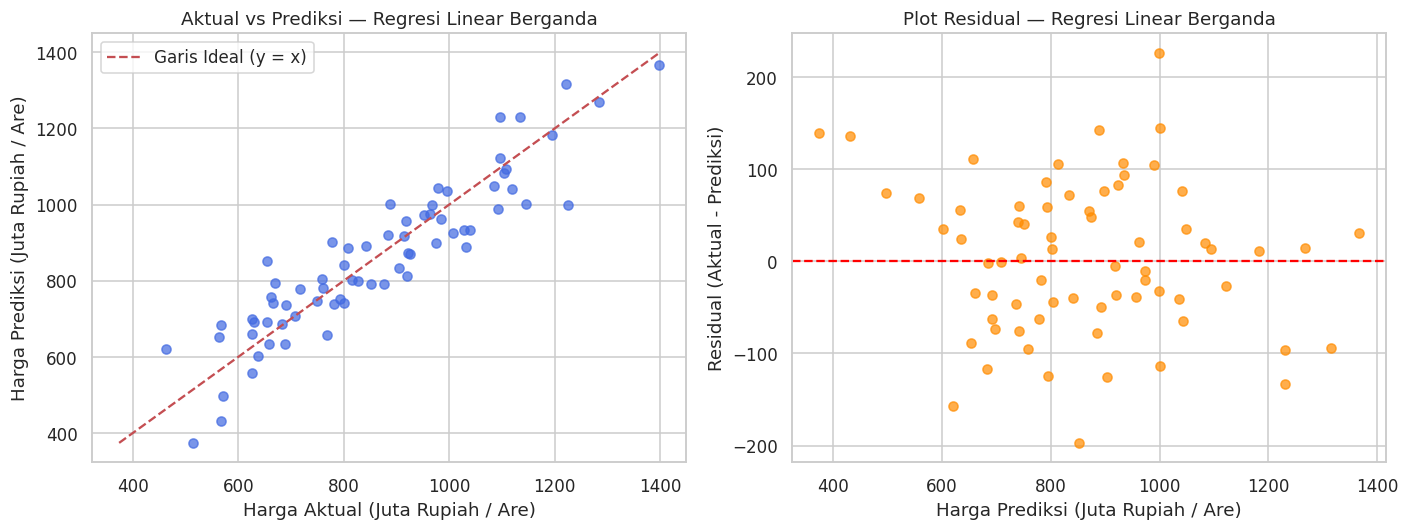 Aktual vs Prediksi — Regresi Linear Berganda
Garis Ideal (y = x)
Harga Prediksi (Juta Rupiah / Are)
1400
1200
1000
800
600
400
400 600 800 1000 1200 1400
Harga Aktual (Juta Rupiah / Are)
Plot Residual — Regresi Linear Berganda
Residual (Aktual - Prediksi)
200
100
0
−100
−200
400 600 800 1000 1200 1400
Harga Prediksi (Juta Rupiah / Are)